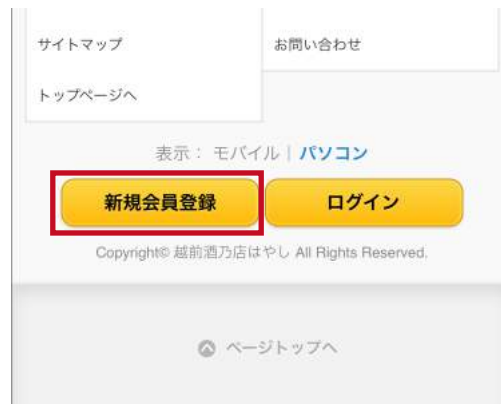 サイトマップ お問い合わせ
トップページへ
表示： モバイル | パソコン
新規会員登録 ログイン
Copyright© 越前酒乃店はやし All Rights Reserved.
ページトップへ